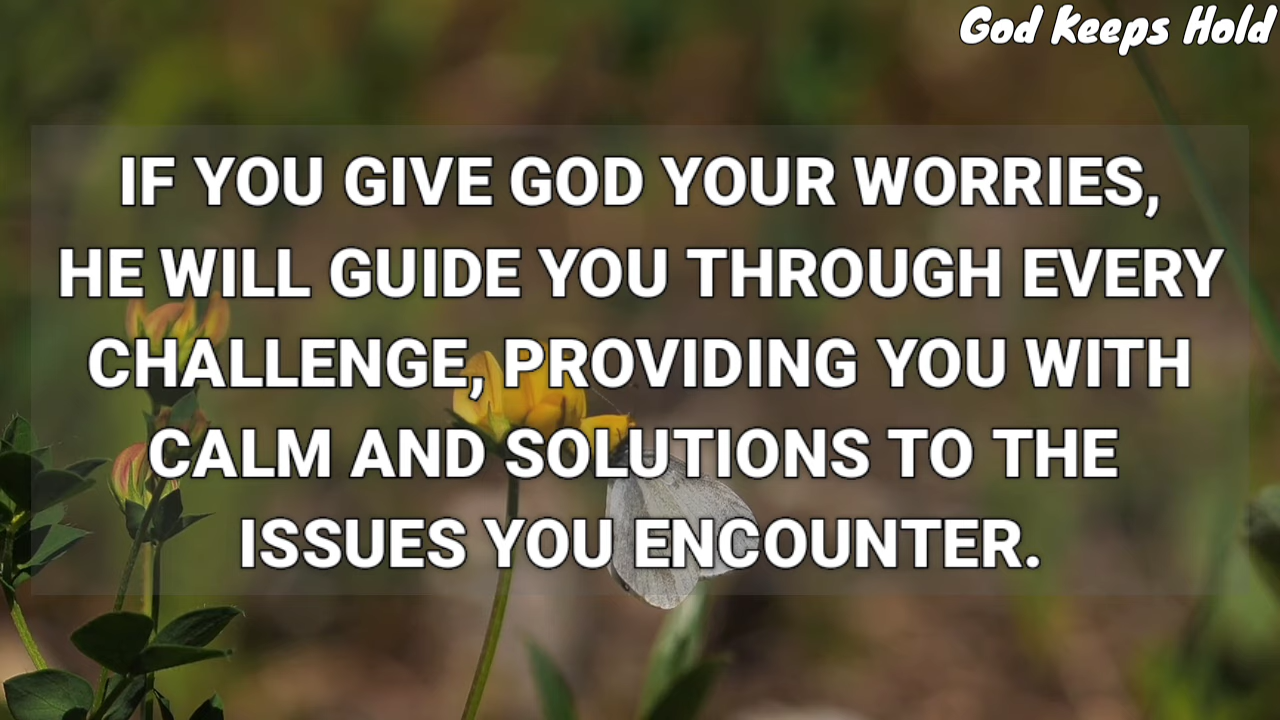 God Keeps Hold
IF YOU GIVE GOD YOUR WORRIES,
HE WILL GUIDE YOU THROUGH EVERY
CHALLENGE, PROVIDING YOU WITH
CALM AND SOLUTIONS TO THE
ISSUES YOU ENCOUNTER.